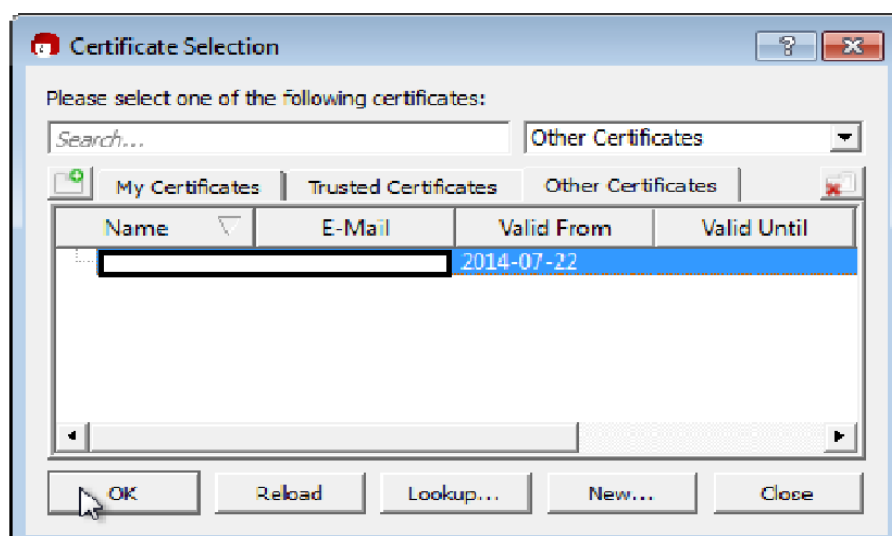 Certificate Selection
Please select one of the following certificates:
Search... Other Certificates
My Certificates Trusted Certificates Other Certificates
Name E-Mail Valid From Valid Until
2014-07-22
OK Reload Lookup... New... Close